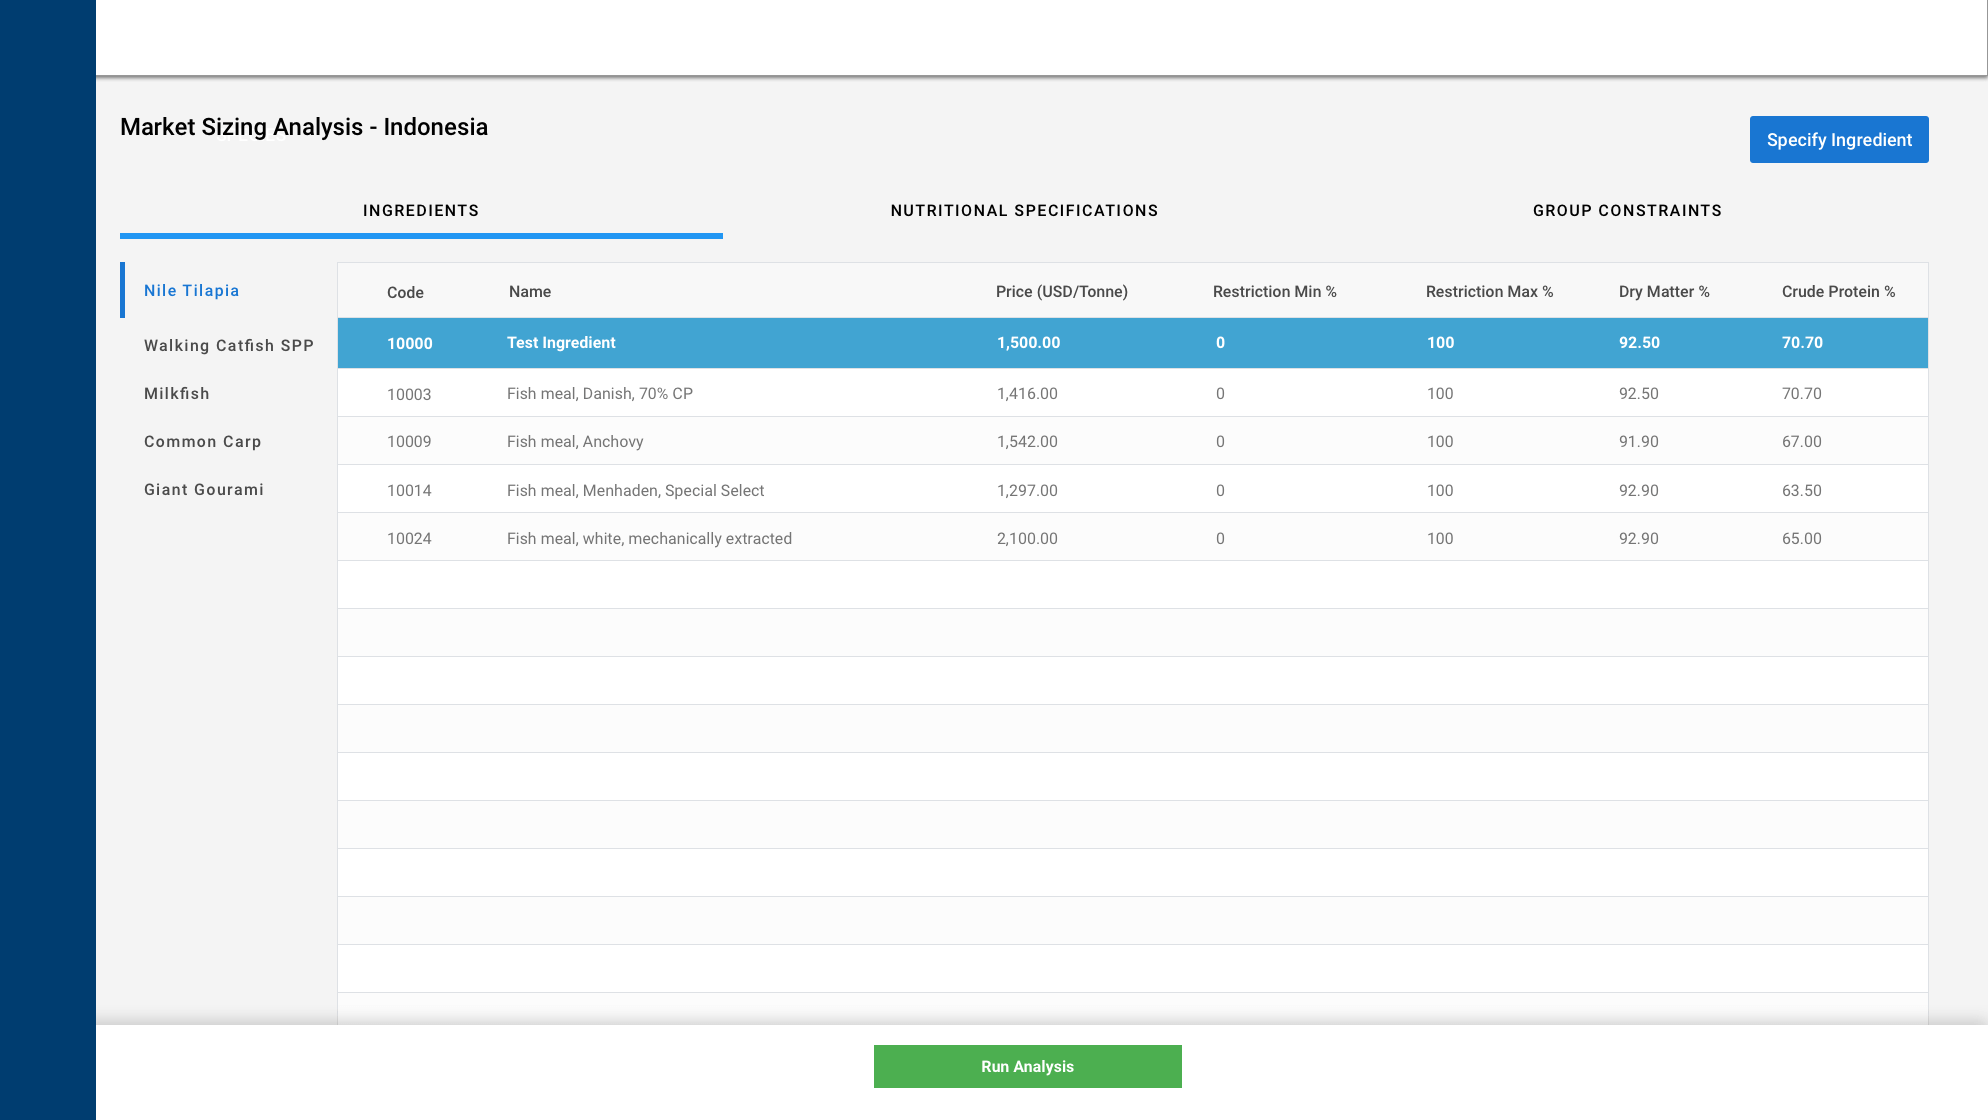 Market Sizing Analysis - Indonesia
Specify Ingredient
INGREDIENTS NUTRITIONAL SPECIFICATIONS GROUP CONSTRAINTS
Nile Tilapia
Walking Catfish SPP
Milkfish
Common Carp
Giant Gourami
Code Name Price (USD/Tonne) Restriction Min % Restriction Max % Dry Matter % Crude Protein %
10000 Test Ingredient 1,500.00 0 100 92.50 70.70
10003 Fish meal, Danish, 70% CP 1,416.00 0 100 92.50 70.70
10009 Fish meal, Anchovy 1,542.00 0 100 91.90 67.00
10014 Fish meal, Menhaden, Special Select 1,297.00 0 100 92.90 63.50
10024 Fish meal, white, mechanically extracted 2,100.00 0 100 92.90 65.00
Run Analysis